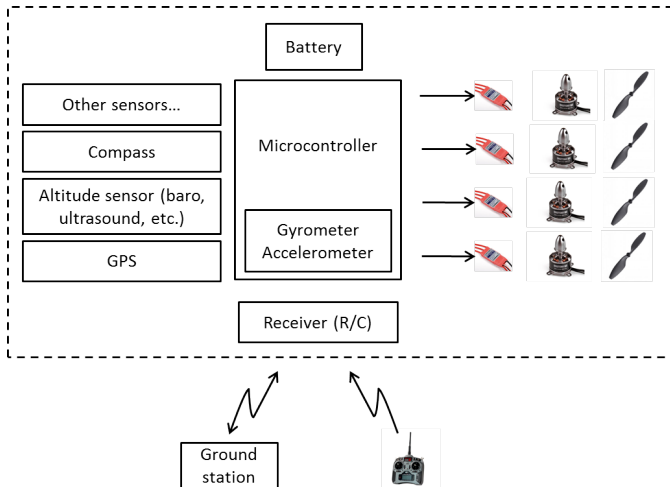 Battery
Other sensors...
Compass
Altitude sensor (baro,
ultrasound, etc.)
GPS
Microcontroller
Gyrometer
Accelerometer
Receiver (R/C)
Ground
station